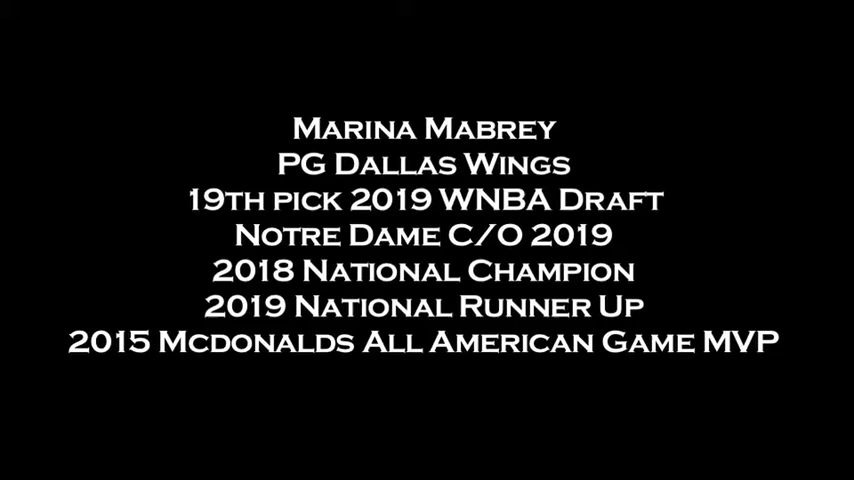 Marina Mabrey
PG Dallas Wings
19th pick 2019 WNBA Draft
Notre Dame C/O 2019
2018 National Champion
2019 National Runner Up
2015 Mcdonalds All American Game MVP